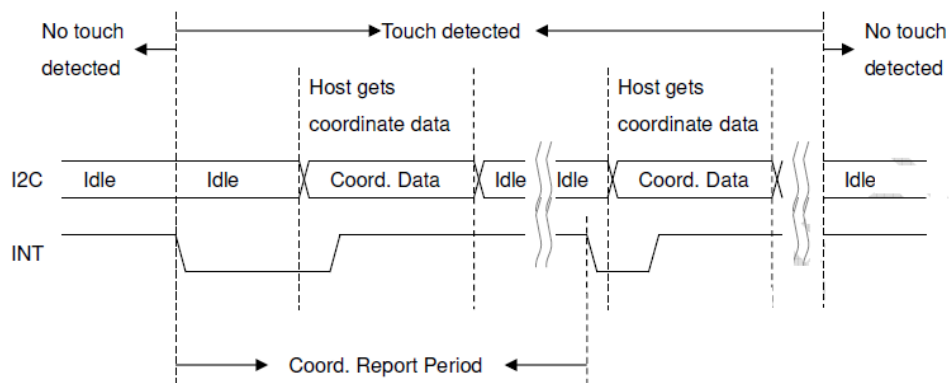 No touch detected
Touch detected
No touch detected
Host gets coordinate data
Host gets coordinate data
I2C
Idle
Idle
Coord. Data
Idle
Idle
Coord. Data
Idle
INT
Coord. Report Period